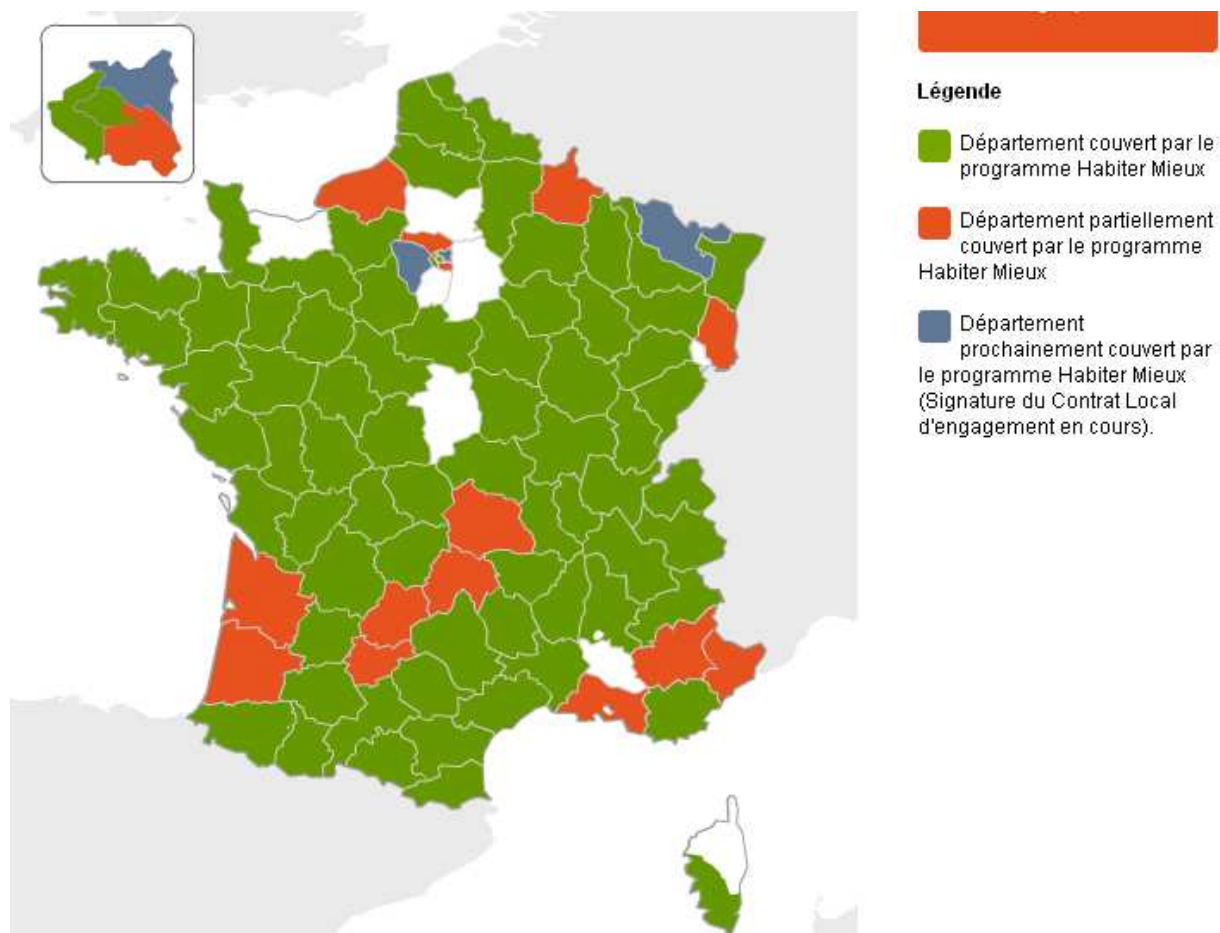 Légende
Département couvert par le
programme Habiter Mieux
Département partiellement
couvert par le programme
Habiter Mieux
Département
prochainement couvert par
le programme Habiter Mieux
(Signature du Contrat Local
d'engagement en cours).